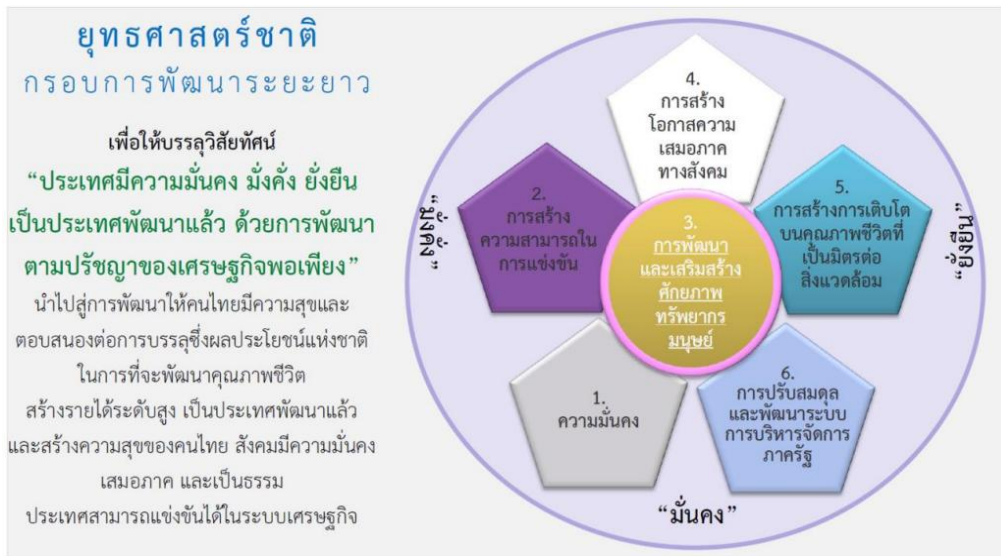 ยุทธศาสตร์ชาติ
กรอบการพัฒนาระยะยาว
เพื่อให้บรรลุวิสัยทัศน์
“ประเทศมีความมั่นคง มั่งคั่ง ยั่งยืน
เป็นประเทศพัฒนาแล้ว ด้วยการพัฒนา
ตามปรัชญาของเศรษฐกิจพอเพียง”
นำไปสู่การพัฒนาให้คนไทยมีความสุขและ
ตอบสนองต่อการบรรลุซึ่งผลประโยชน์แห่งชาติ
ในการที่จะพัฒนาคุณภาพชีวิต
สร้างรายได้ระดับสูง เป็นประเทศพัฒนาแล้ว
และสร้างความสุขของคนไทย สังคมมีความมั่นคง
เสมอภาค และเป็นธรรม
ประเทศสามารถแข่งขันได้ในระบบเศรษฐกิจ
“มั่งคั่ง”
4.
การสร้าง
โอกาสความ
เสมอภาค
ทางสังคม
2.
การสร้าง
ความสามารถใน
การแข่งขัน
3.
การพัฒนา
และเสริมสร้าง
ศักยภาพ
ทรัพยากร
มนุษย์
5.
การสร้างการเติบโต
บนคุณภาพชีวิตที่
เป็นมิตรต่อ
สิ่งแวดล้อม
“ยั่งยืน”
1.
ความมั่นคง
6.
การปรับสมดุล
และพัฒนาระบบ
การบริหารจัดการ
ภาครัฐ
“มั่นคง”